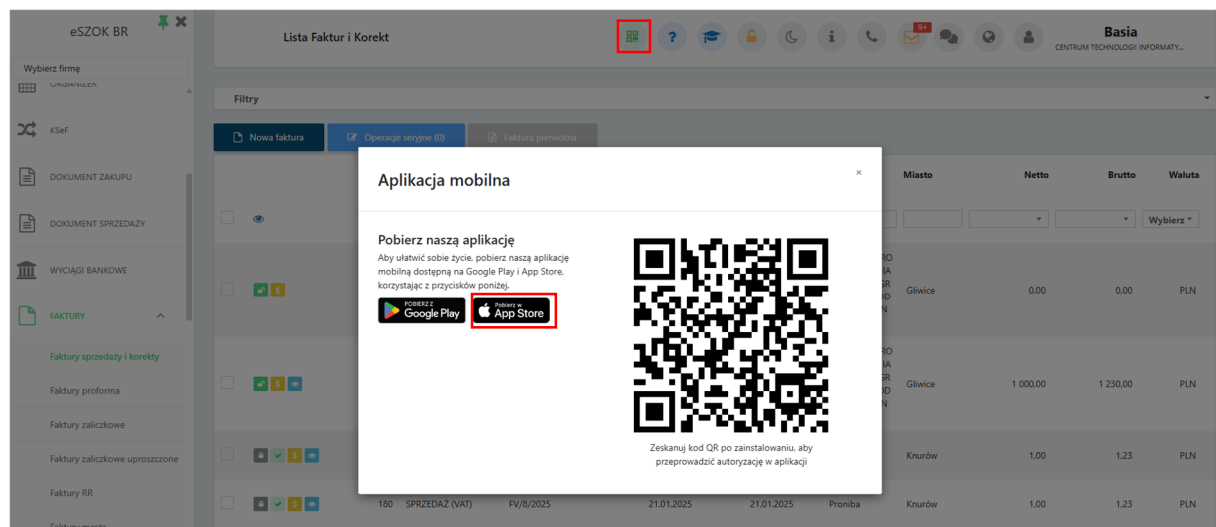 eSZOK BR
Lista Faktur i Korekt
9+
Basia
CENTRUM TECHNOLOGII INFORMATY...
Wybierz firmę
ORGANIZER
KSeF
DOKUMENT ZAKUPU
DOKUMENT SPRZEDAŻY
WYCIĄGI BANKOWE
FAKTURY
Faktury sprzedaży i korekty
Faktury proforma
Faktury zaliczkowe
Faktury zaliczkowe uproszczone
Faktury RR
Faktury marża
Filtry
Nowa faktura
Operacje seryjne (0)
Faktura pierwotna
Aplikacja mobilna
×
Pobierz naszą aplikację
Aby ułatwić sobie życie, pobierz naszą aplikację
mobilną dostępną na Google Play i App Store,
korzystając z przycisków poniżej.
POBIERZ Z
Google Play
Pobierz w
App Store
Zeskanuj kod QR po zainstalowaniu, aby
przeprowadzić autoryzację w aplikacji
Miasto Netto Brutto Waluta
Wybierz
Gliwice 0,00 0,00 PLN
Gliwice 1 000,00 1 230,00 PLN
Knurów 1,00 1,23 PLN
180 SPRZEDAŻ (VAT) FV/8/2025 21.01.2025 21.01.2025 Proniba Knurów 1,00 1,23 PLN